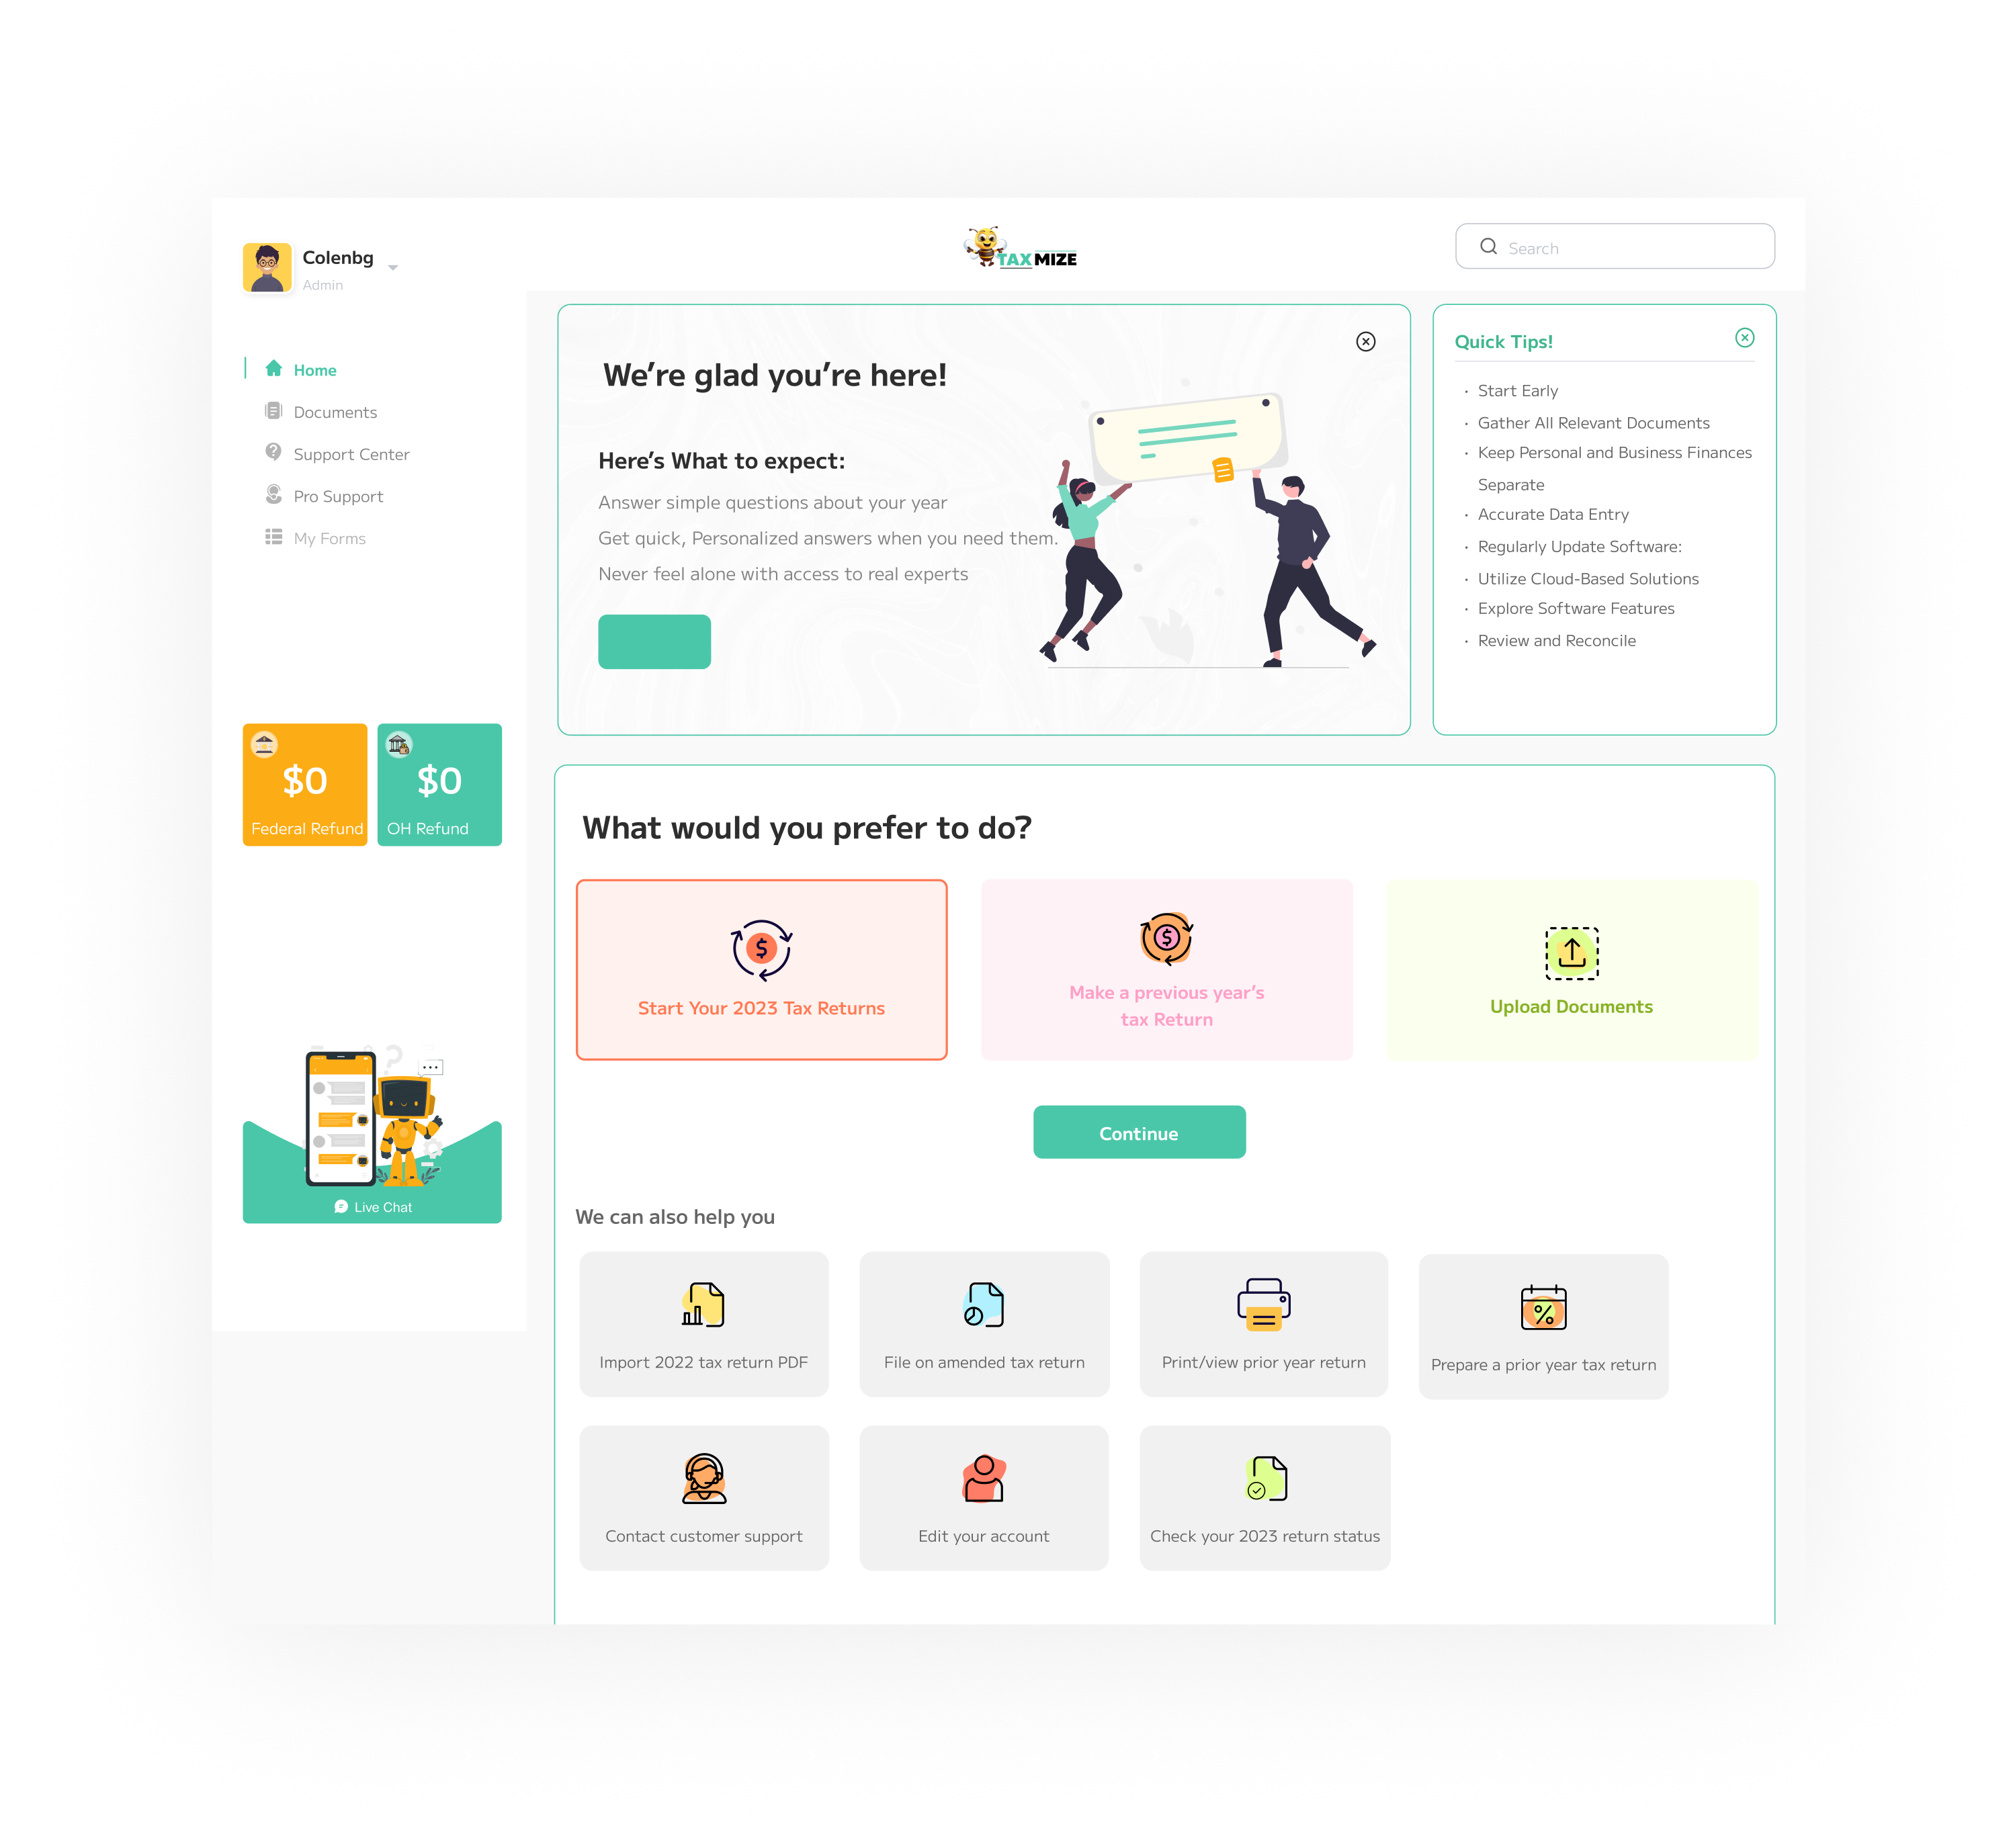 Colenbg
Admin
TAXMIZE
Search
Home
Documents
Support Center
Pro Support
My Forms
$0
Federal Refund
$0
OH Refund
Live Chat
We’re glad you’re here!
Here’s What to expect:
Answer simple questions about your year
Get quick, Personalized answers when you need them.
Never feel alone with access to real experts
Quick Tips!
• Start Early
• Gather All Relevant Documents
• Keep Personal and Business Finances
Separate
• Accurate Data Entry
• Regularly Update Software:
• Utilize Cloud-Based Solutions
• Explore Software Features
• Review and Reconcile
What would you prefer to do?
Start Your 2023 Tax Returns
Make a previous year’s
tax Return
Upload Documents
Continue
We can also help you
Import 2022 tax return PDF
File on amended tax return
Print/view prior year return
Prepare a prior year tax return
Contact customer support
Edit your account
Check your 2023 return status